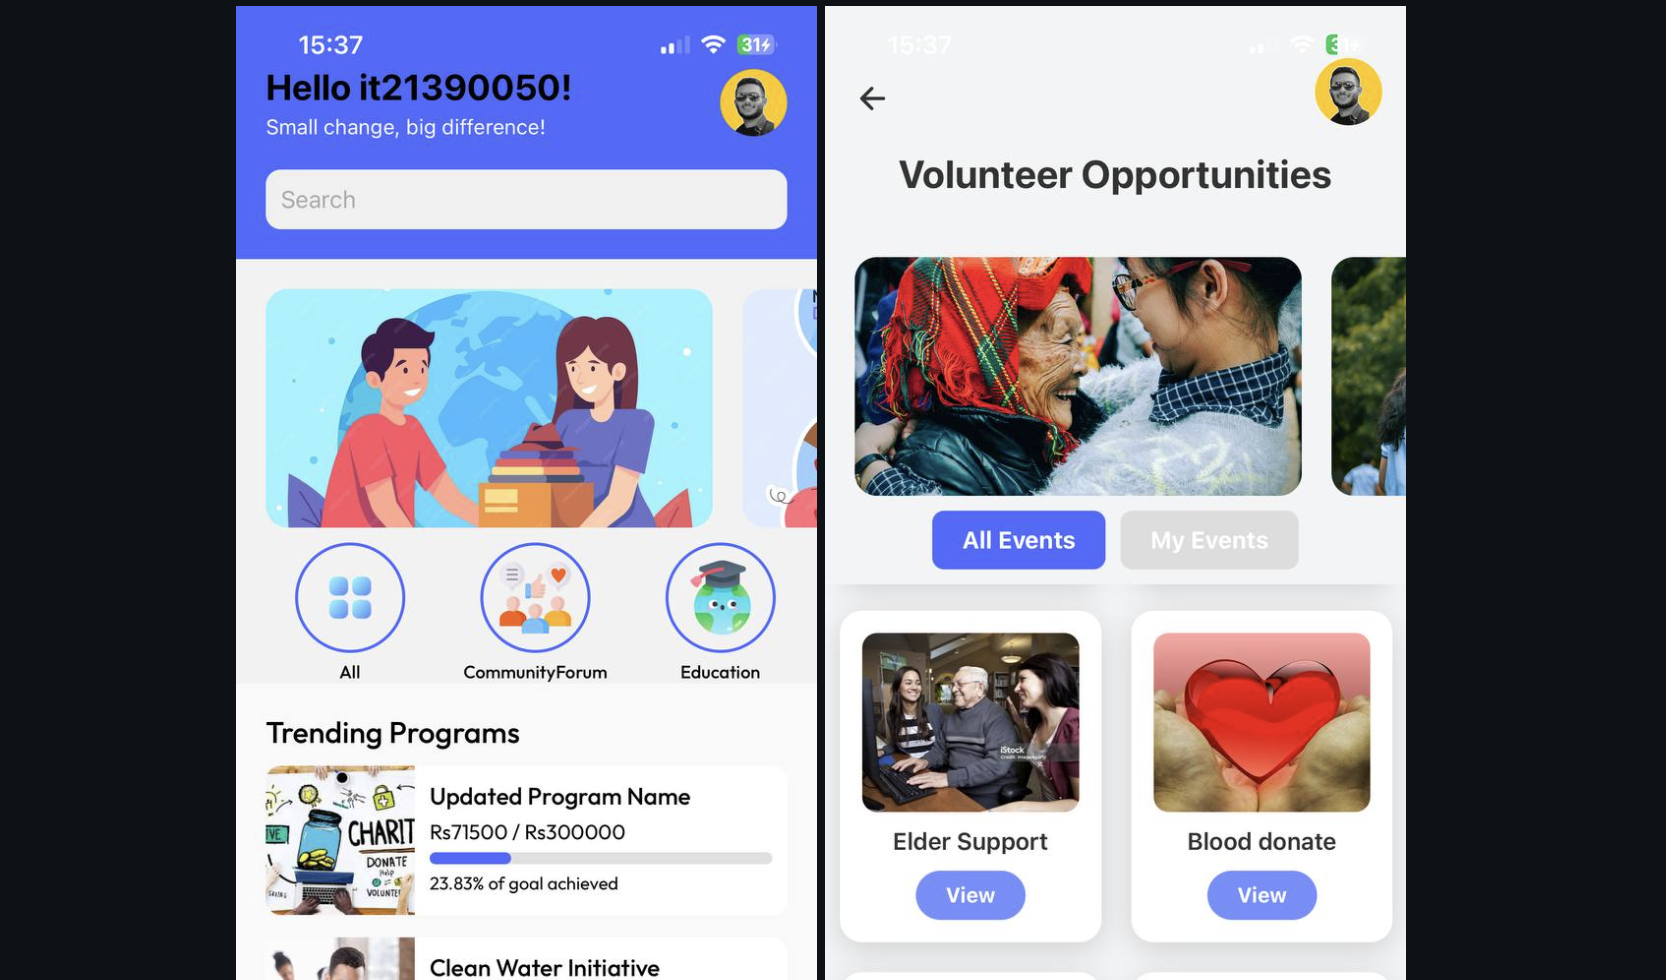 15:37
31
Hello it21390050!
Small change, big difference!
Search
All
CommunityForum
Education
Trending Programs
CHARIT
DONATE
Help
VOLUNTE
Updated Program Name
Rs71500 / Rs300000
23.83% of goal achieved
Clean Water Initiative
15:37
31
Volunteer Opportunities
All Events
My Events
iStock
Elder Support
View
Blood donate
View